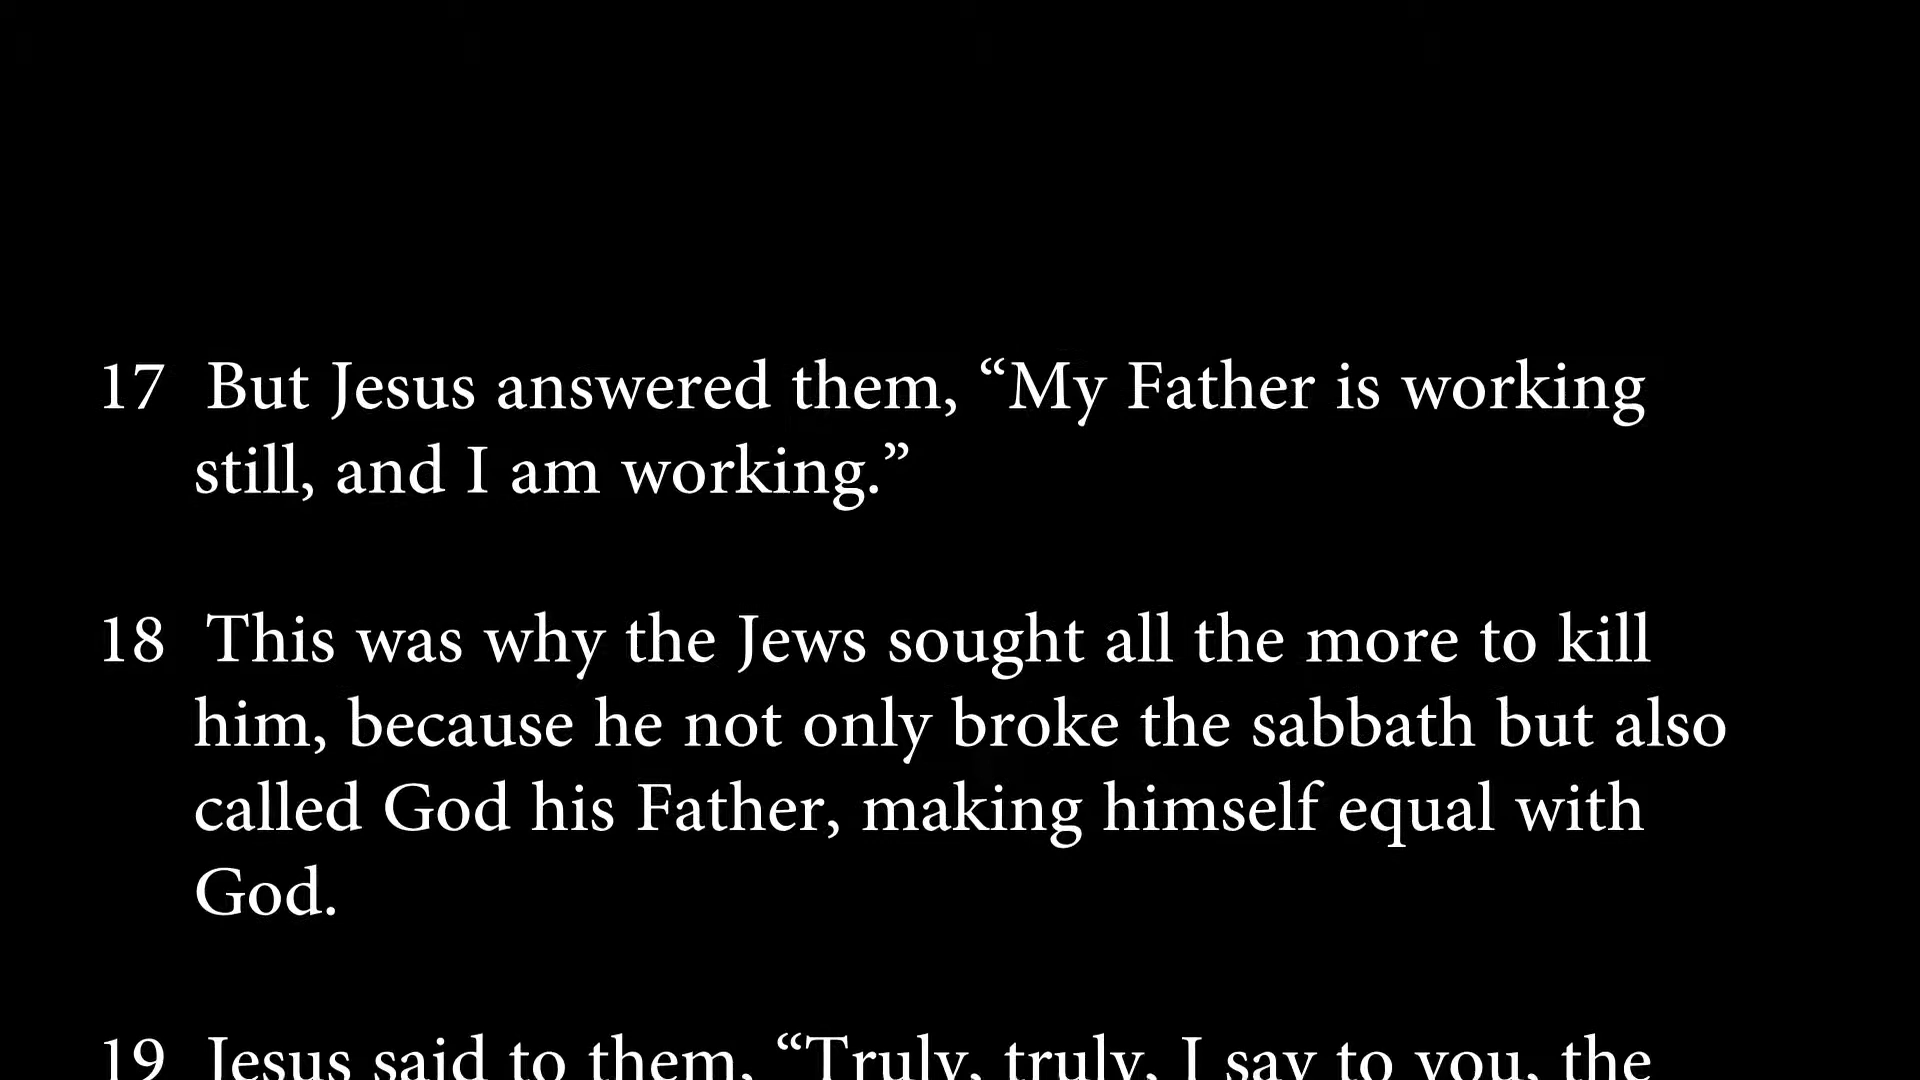 17 But Jesus answered them, “My Father is working
still, and I am working.”
18 This was why the Jews sought all the more to kill
him, because he not only broke the sabbath but also
called God his Father, making himself equal with
God.
19 Jesus said to them, “Truly, truly, I say to you, the